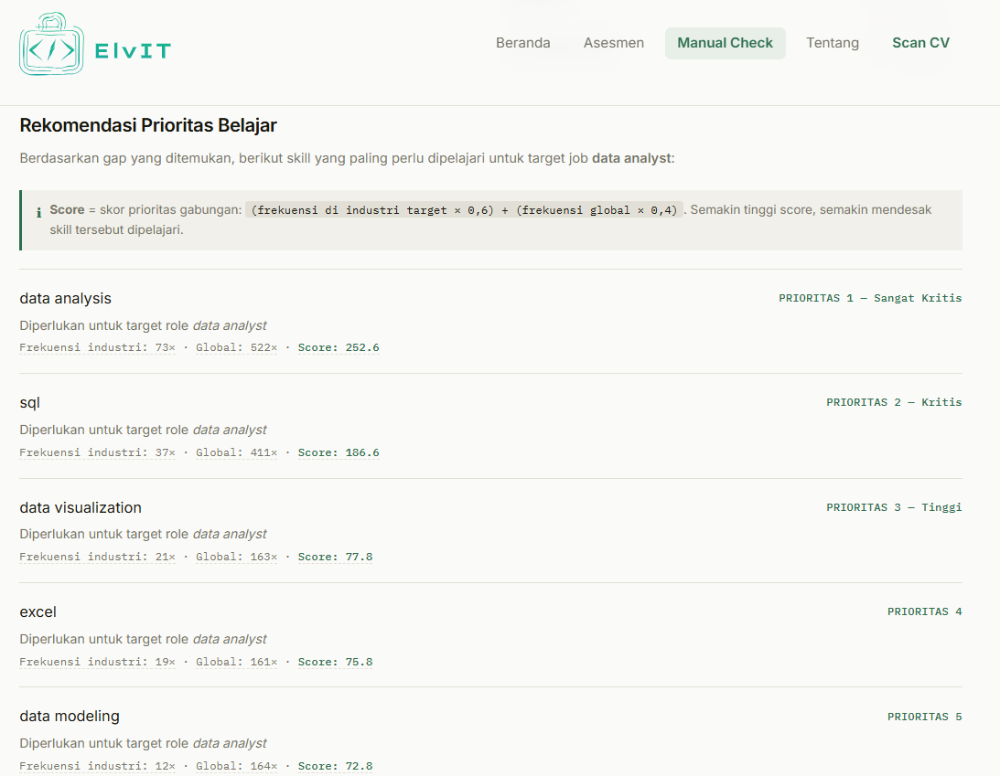 </> ElvIT
Beranda Asesmen Manual Check Tentang Scan CV
Rekomendasi Prioritas Belajar
Berdasarkan gap yang ditemukan, berikut skill yang paling perlu dipelajari untuk target job data analyst:
ℹ Score = skor prioritas gabungan: (frekuensi di industri target × 0,6) + (frekuensi global × 0,4). Semakin tinggi score, semakin mendesak
skill tersebut dipelajari.
data analysis PRIORITAS 1 — Sangat Kritis
Diperlukan untuk target role data analyst
Frekuensi industri: 73× · Global: 522× · Score: 252.6
sql PRIORITAS 2 — Kritis
Diperlukan untuk target role data analyst
Frekuensi industri: 37× · Global: 411× · Score: 186.6
data visualization PRIORITAS 3 — Tinggi
Diperlukan untuk target role data analyst
Frekuensi industri: 21× · Global: 163× · Score: 77.8
excel PRIORITAS 4
Diperlukan untuk target role data analyst
Frekuensi industri: 19× · Global: 161× · Score: 75.8
data modeling PRIORITAS 5
Diperlukan untuk target role data analyst
Frekuensi industri: 12× · Global: 164× · Score: 72.8